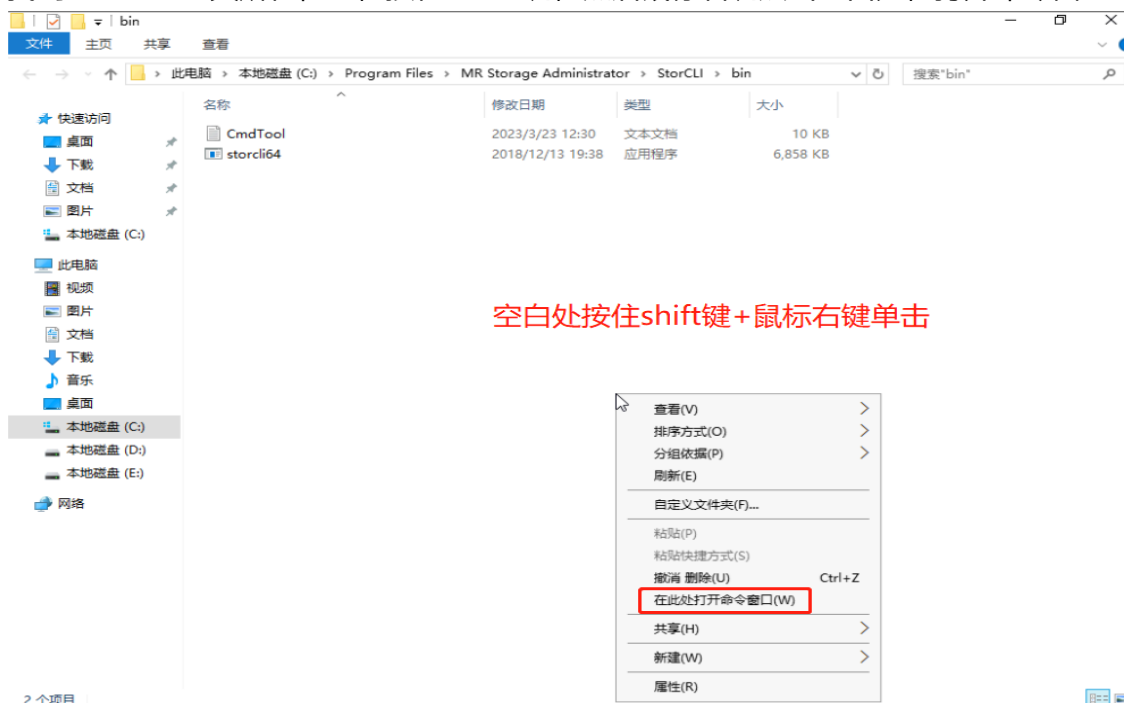 bin
文件 主页 共享 查看
此电脑 › 本地磁盘 (C:) › Program Files › MR Storage Administrator › StorCLI › bin
搜索"bin"
名称 修改日期 类型 大小
CmdTool 2023/3/23 12:30 文本文档 10 KB
storcli64 2018/12/13 19:38 应用程序 6,858 KB
快速访问
桌面
下载
文档
图片
本地磁盘 (C:)
此电脑
视频
图片
文档
下载
音乐
桌面
本地磁盘 (C:)
本地磁盘 (D:)
本地磁盘 (E:)
网络
空白处按住shift键+鼠标右键单击
查看(V)
排序方式(O)
分组依据(P)
刷新(E)
自定义文件夹(F)...
粘贴(P)
粘贴快捷方式(S)
撤消 删除(U) Ctrl+Z
在此处打开命令窗口(W)
共享(H)
新建(W)
属性(R)
2 个项目